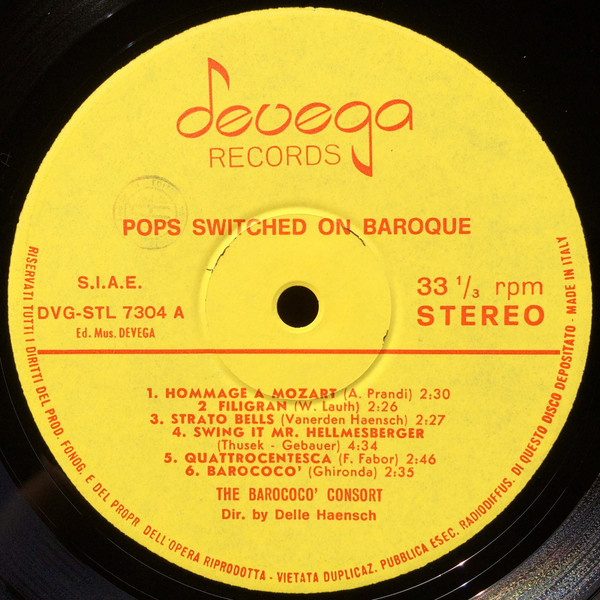 devega
RECORDS
POPS SWITCHED ON BAROQUE
S.I.A.E.
DVG-STL 7304 A
Ed. Mus. DEVEGA
33 1/3 rpm
STEREO
1. HOMMAGE A MOZART (A. Prandi) 2:30
2 FILIGRAN (W. Lauth) 2:26
3. STRATO BELLS (Vanerden Haensch) 2:27
4. SWING IT MR. HELLMESBERGER
(Thusek - Gebauer) 4:34
5. QUATTROCENTESCA (F. Fabor) 2:46
6. BAROCOCO' (Ghironda) 2:35
THE BAROCOCO' CONSORT
Dir. by Delle Haensch
RISERVATI TUTTI I DIRITTI DEL PROD. FONOG. E DEL PROPR. DELL'OPERA RIPRODOTTA - VIETATA DUPLICAZ. PUBBLICA ESEC. RADIODIFFUS. DI QUESTO DISCO DEPOSITATO - MADE IN ITALY